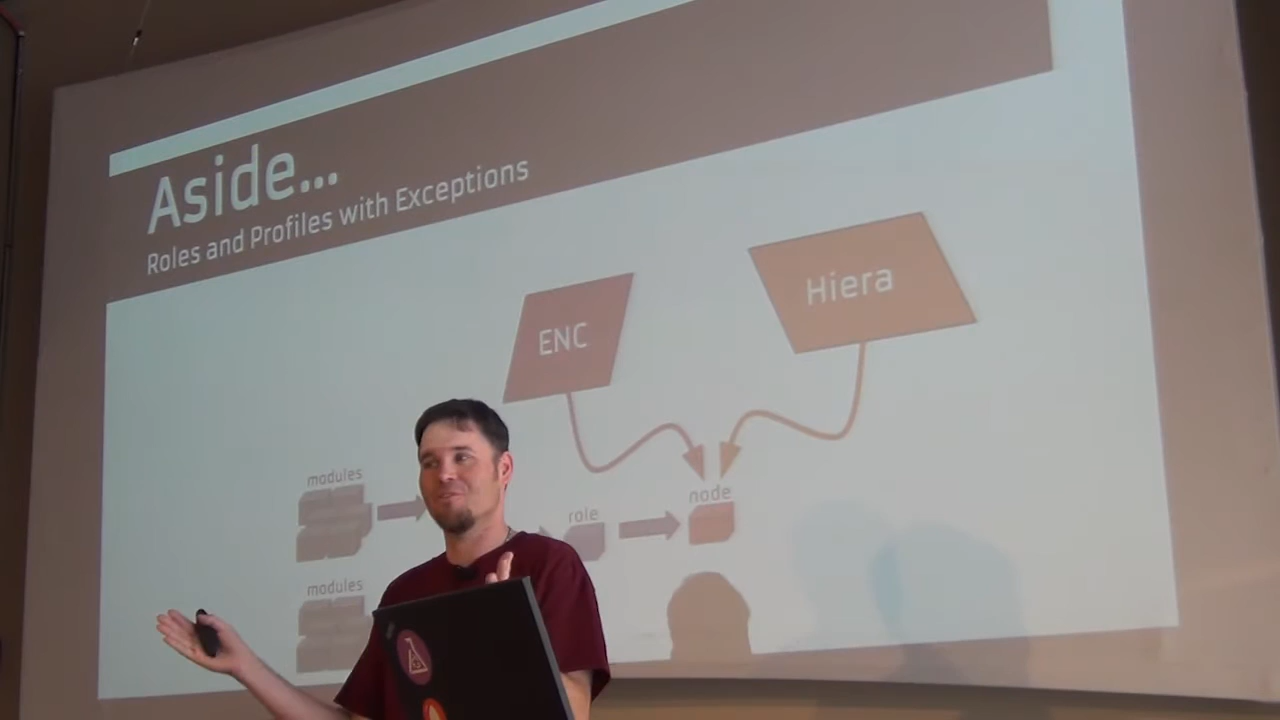 Aside...
Roles and Profiles with Exceptions
ENC
Hiera
modules
role
node
modules